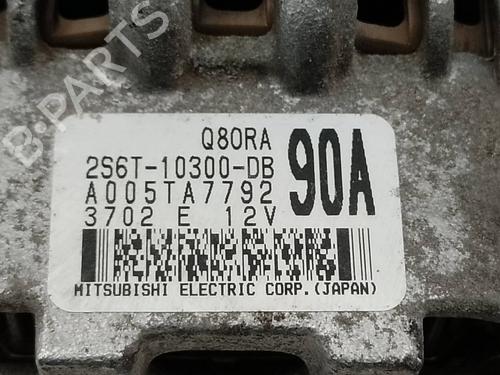 B-PARTS
Q80RA
2S6T-10300-DB
90A
A005TA7792
3702 E 12V
MITSUBISHI ELECTRIC CORP.(JAPAN)